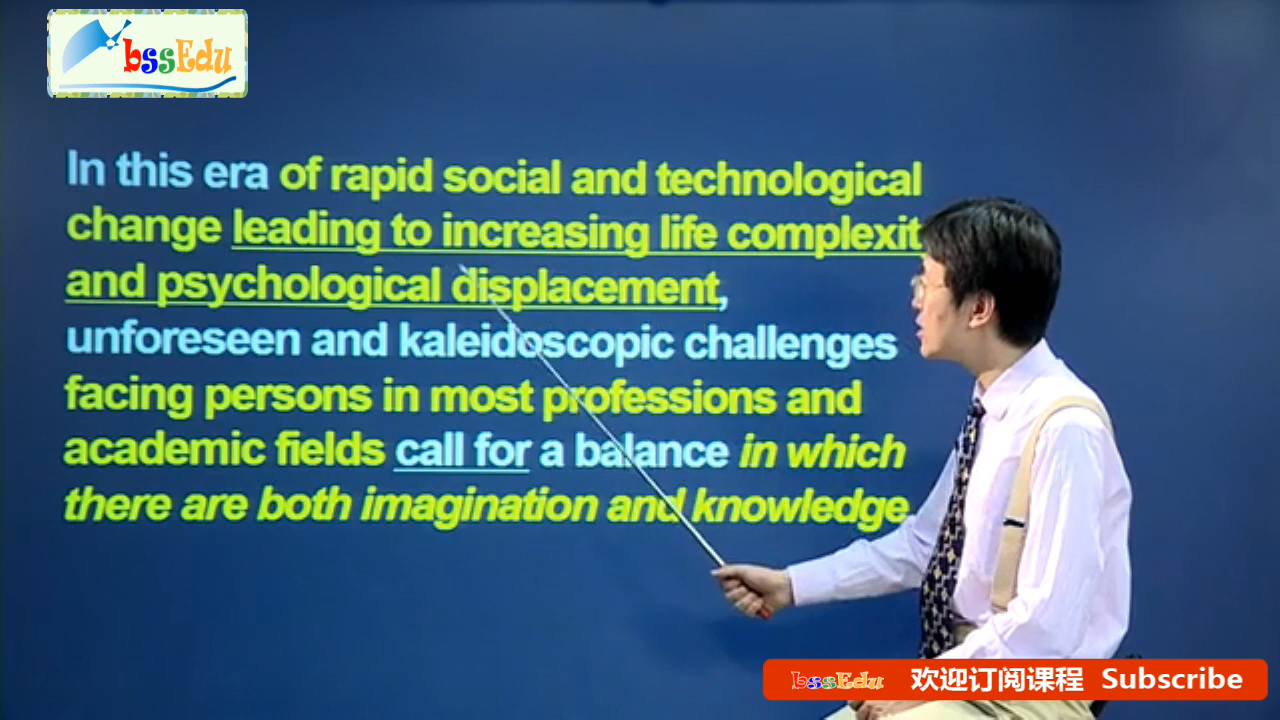 bssEdu
In this era of rapid social and technological
change leading to increasing life complexit
and psychological displacement,
unforeseen and kaleidoscopic challenges
facing persons in most professions and
academic fields call for a balance in which
there are both imagination and knowledge
bssEdu 欢迎订阅课程 Subscribe